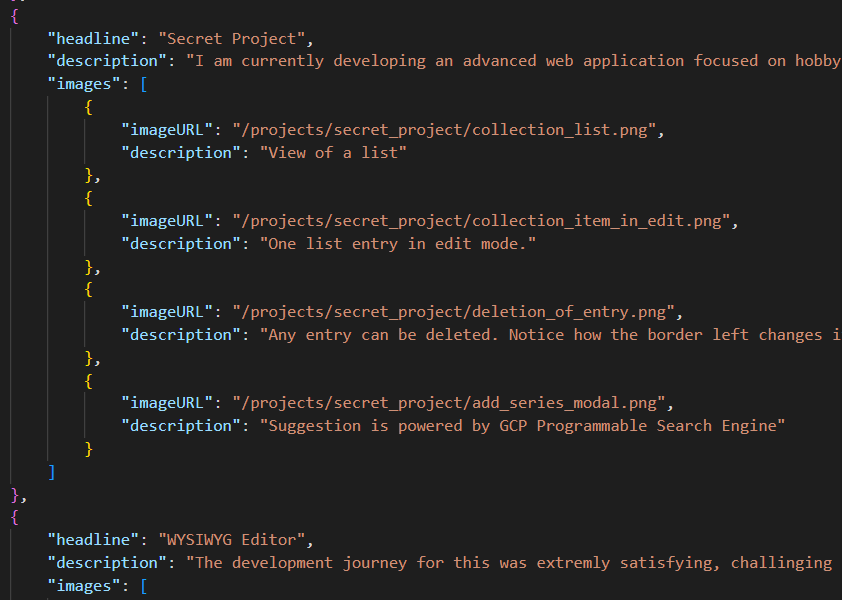 {
"headline": "Secret Project",
"description": "I am currently developing an advanced web application focused on hobby
"images": [
{
"imageURL": "/projects/secret_project/collection_list.png",
"description": "View of a list"
},
{
"imageURL": "/projects/secret_project/collection_item_in_edit.png",
"description": "One list entry in edit mode."
},
{
"imageURL": "/projects/secret_project/deletion_of_entry.png",
"description": "Any entry can be deleted. Notice how the border left changes i
},
{
"imageURL": "/projects/secret_project/add_series_modal.png",
"description": "Suggestion is powered by GCP Programmable Search Engine"
}
]
},
{
"headline": "WYSIWYG Editor",
"description": "The development journey for this was extremly satisfying, challinging
"images": [